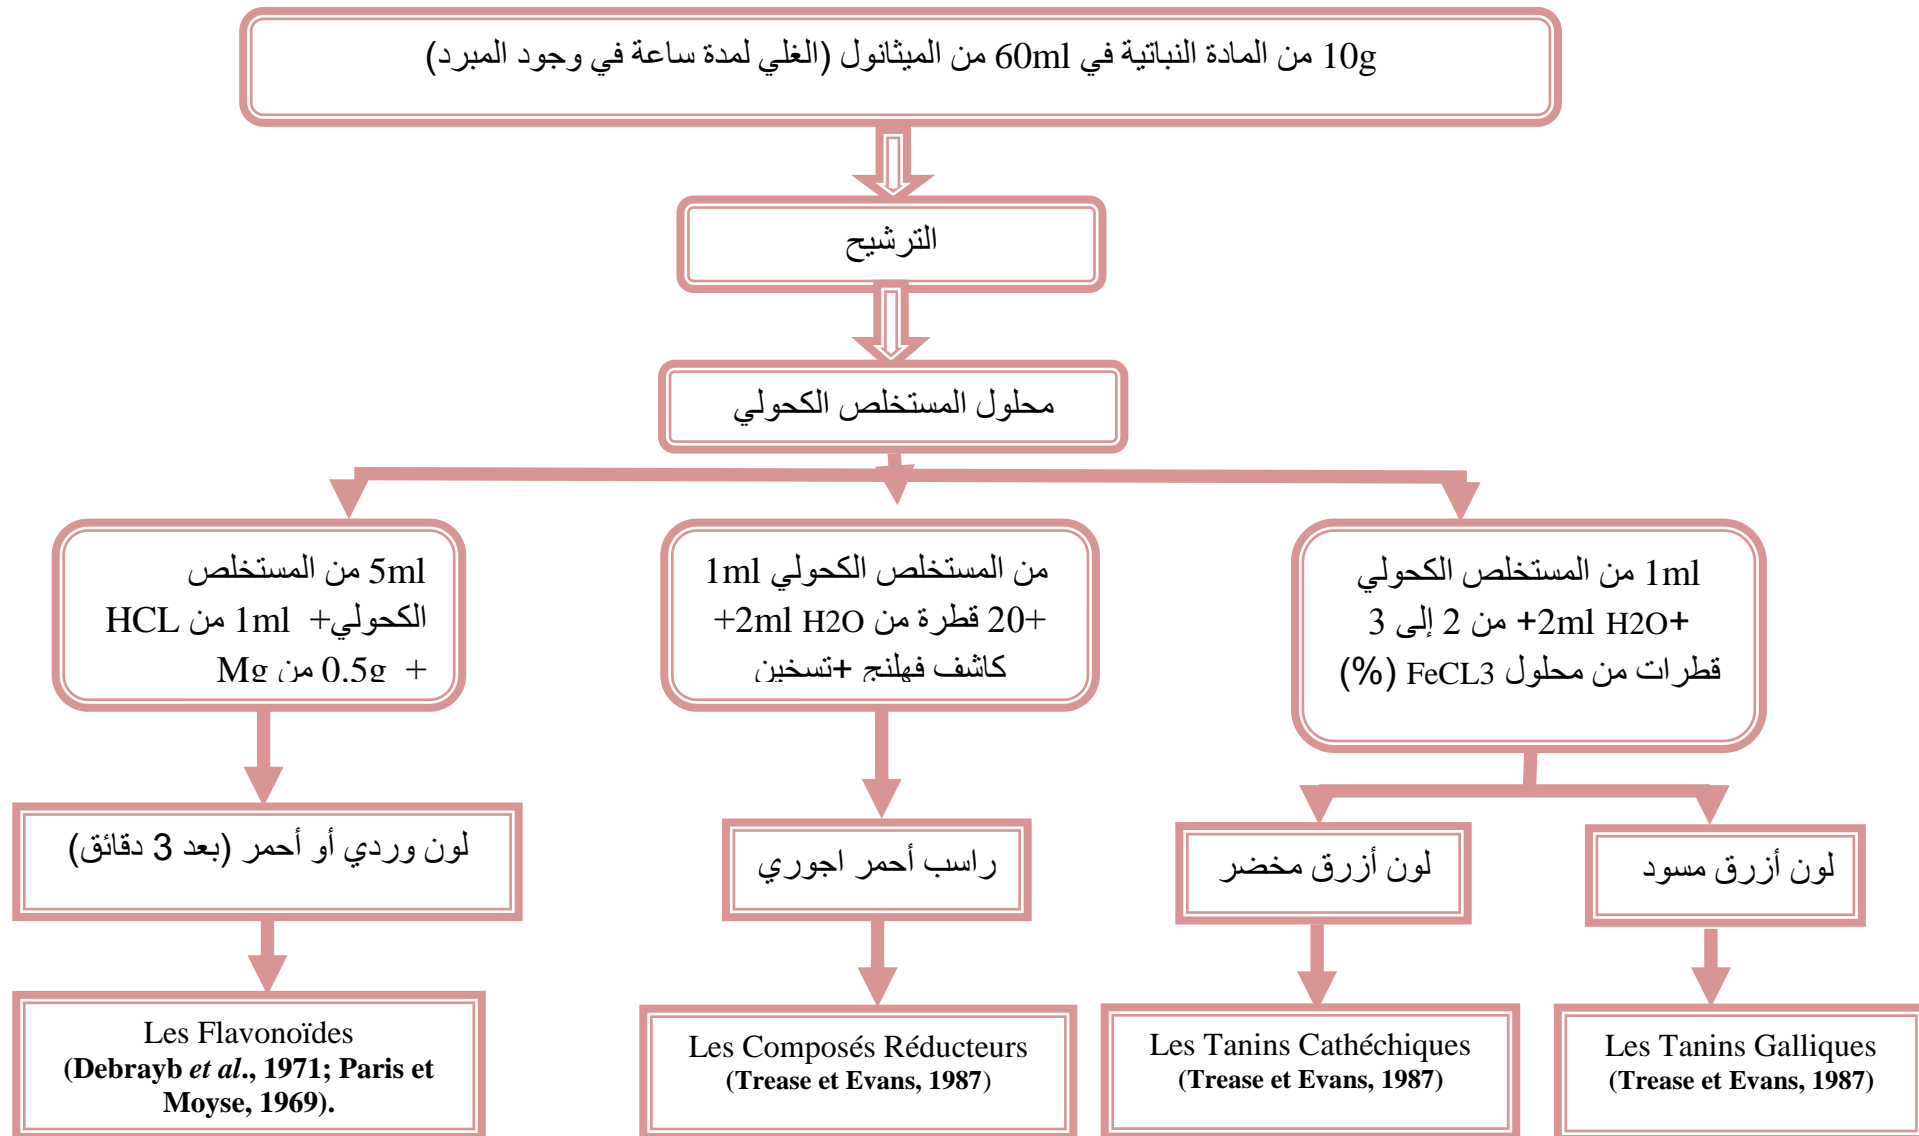 10g من المادة النباتية في 60ml من الميثانول (الغلي لمدة ساعة في وجود المبرد)
الترشيح
محلول المستخلص الكحولي
5ml من المستخلص
الكحولي+ 1ml من HCL
+ 0.5g من Mg
من المستخلص الكحولي 1ml
+20 قطرة من 2ml H2O+
كاشف فهلنج +تسخين
1ml من المستخلص الكحولي
+2ml H2O+ من 2 إلى 3
قطرات من محلول FeCL3 (%)
لون وردي أو أحمر (بعد 3 دقائق)
راسب أحمر اجوري
لون أزرق مخضر
لون أزرق مسود
Les Flavonoïdes
(Debrayb et al., 1971; Paris et
Moyse, 1969).
Les Composés Réducteurs
(Trease et Evans, 1987)
Les Tanins Cathéchiques
(Trease et Evans, 1987)
Les Tanins Galliques
(Trease et Evans, 1987)